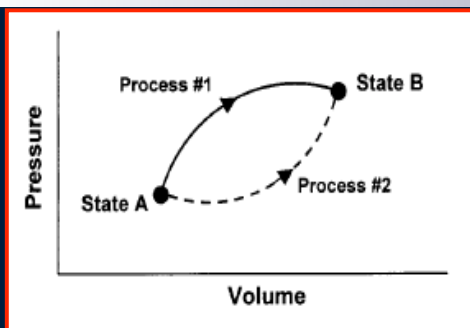 Process #1
State B
Pressure
State A
Process #2
Volume